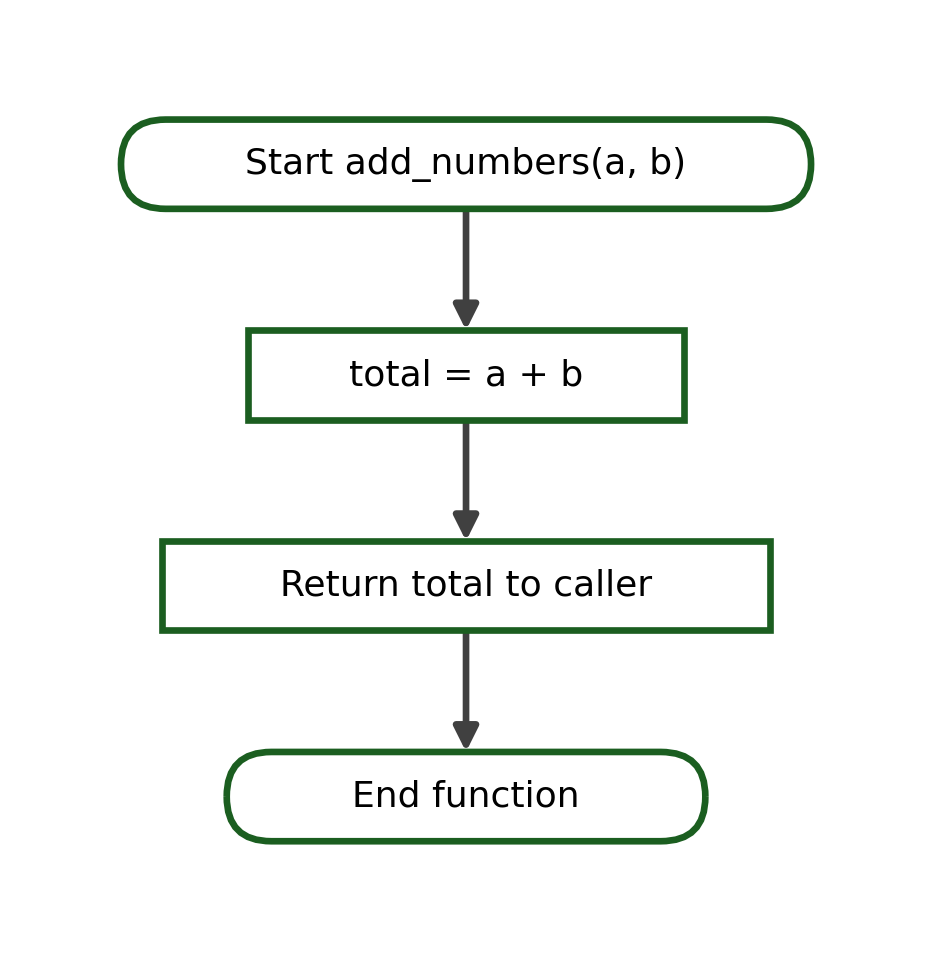 Start add_numbers(a, b)
total = a + b
Return total to caller
End function